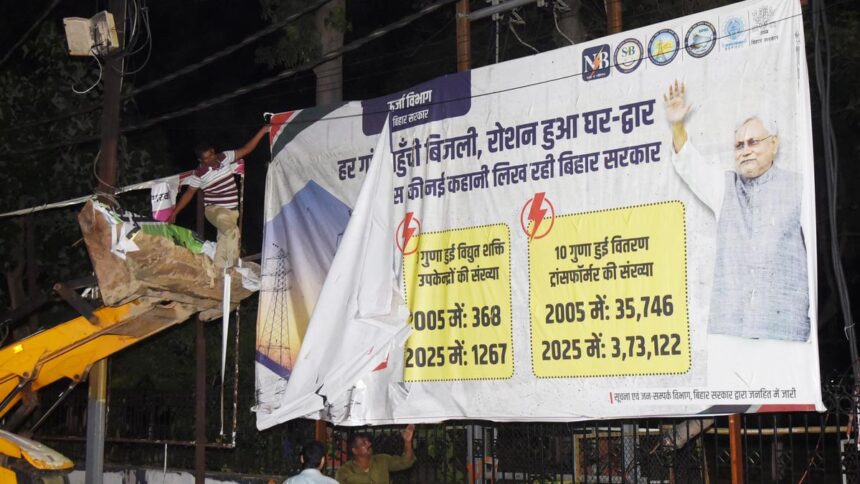 ऊर्जा विभाग
बिहार सरकार
हर पहुँची बिजली, रोशन हुआ घर-द्वार
की नई कहानी लिख रही बिहार सरकार
गुणा हुई विद्युत शक्ति
उपकेन्द्रों की संख्या
2005 में: 368
2025 में: 1267
10 गुणा हुई वितरण
ट्रांसफॉर्मर की संख्या
2005 में: 35,746
2025 में: 3,73,122
सूचना एवं जन-सम्पर्क विभाग, बिहार सरकार द्वारा जनहित में जारी